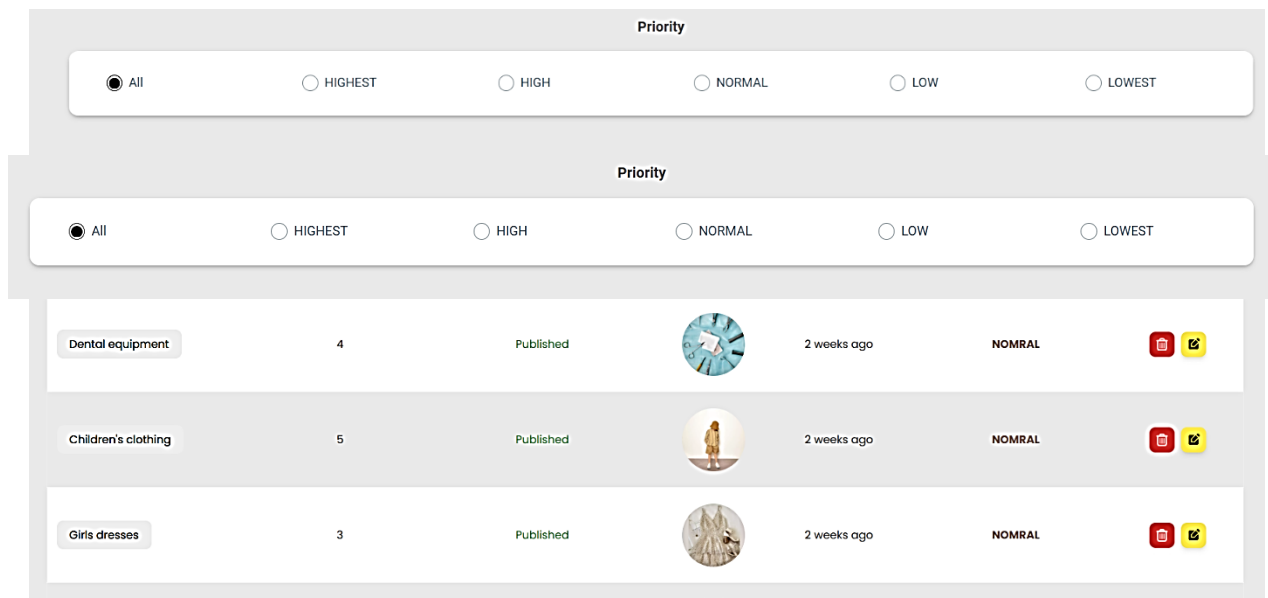 Priority
All HIGHEST HIGH NORMAL LOW LOWEST
Priority
All HIGHEST HIGH NORMAL LOW LOWEST
Dental equipment 4 Published 2 weeks ago NOMRAL
Children's clothing 5 Published 2 weeks ago NOMRAL
Girls dresses 3 Published 2 weeks ago NOMRAL